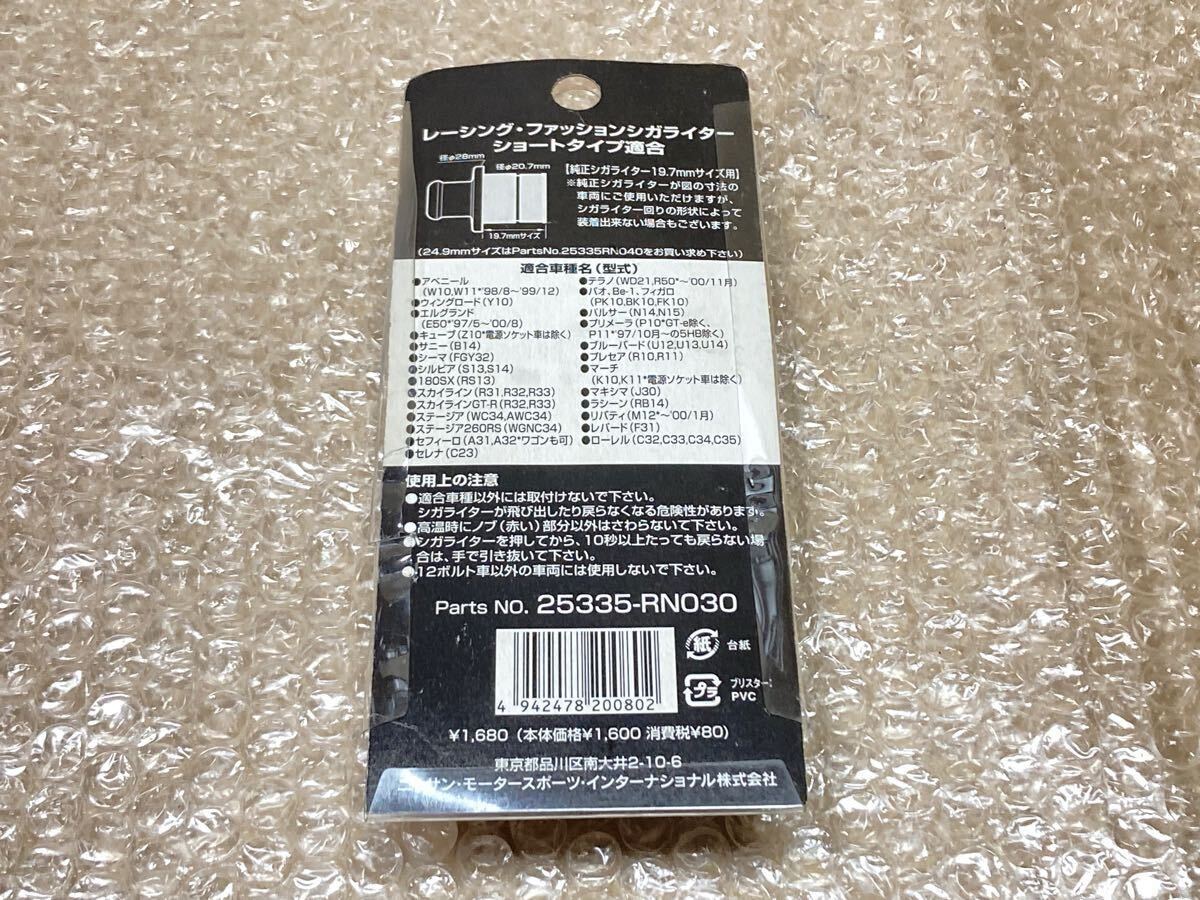 レーシング・ファッションシガライター
ショートタイプ適合
径φ28mm
径φ20.7mm
19.7mmサイズ
【純正シガライター19.7mmサイズ用】
※純正シガライターが図の寸法の
車両にご使用いただけますが、
シガライター回りの形状によって
装着出来ない場合もございます。
(24.9mmサイズはPartsNo.25335RN040をお買い求め下さい)
適合車種名(型式)
●アベニール
(W10,W11*'98/8〜'99/12)
●ウィングロード(Y10)
●エルグランド
(E50*'97/5〜'00/8)
●キューブ(Z10*電源ソケット車は除く)
●サニー(B14)
●シーマ(FGY32)
●シルビア(S13,S14)
●180SX(RS13)
●スカイライン(R31,R32,R33)
●スカイラインGT-R(R32,R33)
●ステージア(WC34,AWC34)
●ステージア260RS(WGNC34)
●セフィーロ(A31,A32*ワゴンも可)
●セレナ(C23)
●テラノ(WD21,R50*〜'00/11月)
●パオ、Be-1、フィガロ
(PK10,BK10,FK10)
●パルサー(N14,N15)
●プリメーラ(P10*GT-e除く、
P11*'97/10月〜の5HB除く)
●ブルーバード(U12,U13,U14)
●プレセア(R10,R11)
●マーチ
(K10,K11*電源ソケット車は除く)
●マキシマ(J30)
●ラシーン(RB14)
●リバティ(M12*〜'00/1月)
●レパード(F31)
●ローレル(C32,C33,C34,C35)
使用上の注意
●適合車種以外には取付けないで下さい。
シガライターが飛び出したり戻らなくなる危険性があります。
●高温時にノブ(赤い)部分以外はさわらないで下さい。
●シガライターを押してから、10秒以上たっても戻らない場
合は、手で引き抜いて下さい。
●12ボルト車以外の車両には使用しないで下さい。
Parts NO. 25335-RN030
4 942478 200802
紙 台紙
プラ ブリスター:
PVC
¥1,680(本体価格¥1,600 消費税¥80)
東京都品川区南大井2-10-6
ニッサン・モータースポーツ・インターナショナル株式会社